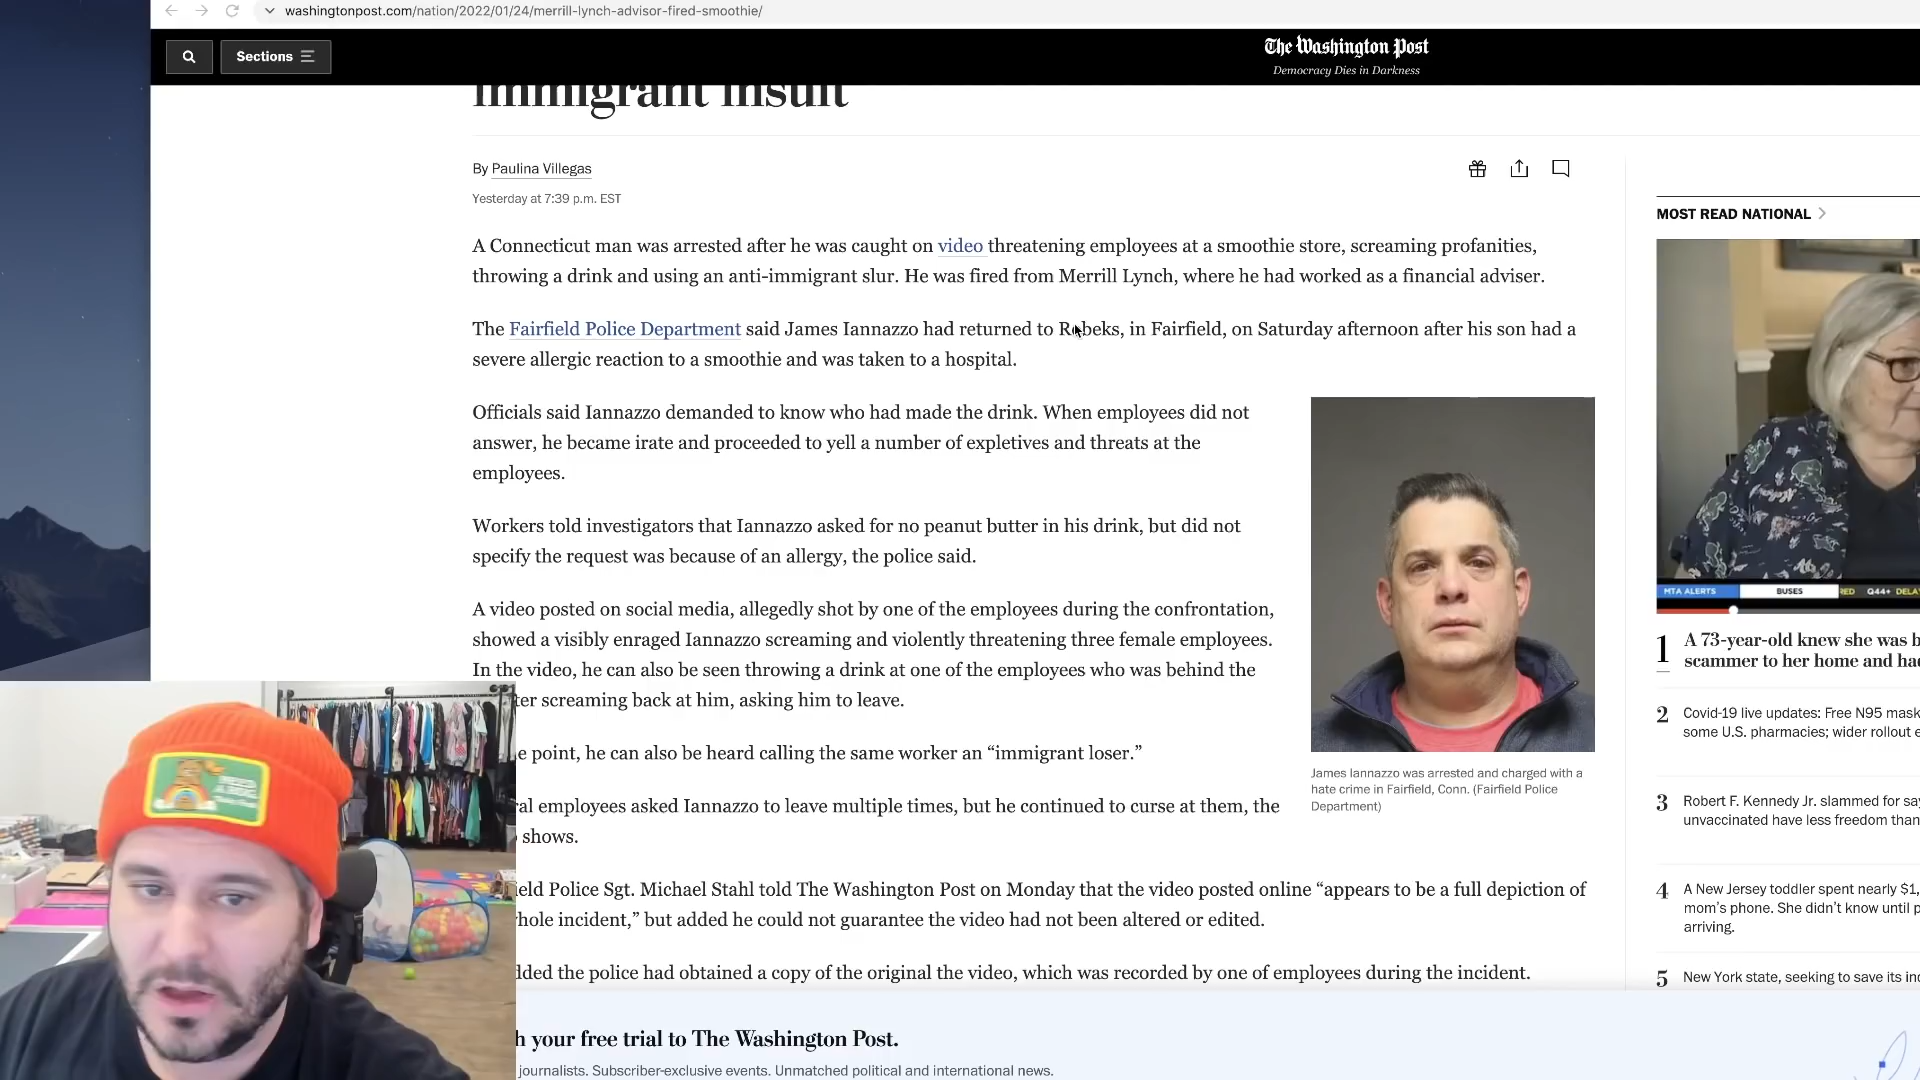 washingtonpost.com/nation/2022/01/24/merrill-lynch-advisor-fired-smoothie/
Sections
The Washington Post
Democracy Dies in Darkness
immigrant insult
By Paulina Villegas
Yesterday at 7:39 p.m. EST
A Connecticut man was arrested after he was caught on video threatening employees at a smoothie store, screaming profanities,
throwing a drink and using an anti-immigrant slur. He was fired from Merrill Lynch, where he had worked as a financial adviser.
The Fairfield Police Department said James Iannazzo had returned to Robeks, in Fairfield, on Saturday afternoon after his son had a
severe allergic reaction to a smoothie and was taken to a hospital.
Officials said Iannazzo demanded to know who had made the drink. When employees did not
answer, he became irate and proceeded to yell a number of expletives and threats at the
employees.
Workers told investigators that Iannazzo asked for no peanut butter in his drink, but did not
specify the request was because of an allergy, the police said.
A video posted on social media, allegedly shot by one of the employees during the confrontation,
showed a visibly enraged Iannazzo screaming and violently threatening three female employees.
In the video, he can also be seen throwing a drink at one of the employees who was behind the
ter screaming back at him, asking him to leave.
e point, he can also be heard calling the same worker an “immigrant loser.”
ral employees asked Iannazzo to leave multiple times, but he continued to curse at them, the
shows.
ield Police Sgt. Michael Stahl told The Washington Post on Monday that the video posted online “appears to be a full depiction of
hole incident,” but added he could not guarantee the video had not been altered or edited.
dded the police had obtained a copy of the original the video, which was recorded by one of employees during the incident.
James Iannazzo was arrested and charged with a
hate crime in Fairfield, Conn. (Fairfield Police
Department)
h your free trial to The Washington Post.
journalists. Subscriber-exclusive events. Unmatched political and international news.
MOST READ NATIONAL
MTA ALERTS BUSES Q44+ DELA
1 A 73-year-old knew she was b
scammer to her home and had
2 Covid-19 live updates: Free N95 mask
some U.S. pharmacies; wider rollout e
3 Robert F. Kennedy Jr. slammed for say
unvaccinated have less freedom than
4 A New Jersey toddler spent nearly $1,
mom’s phone. She didn’t know until p
arriving.
5 New York state, seeking to save its in